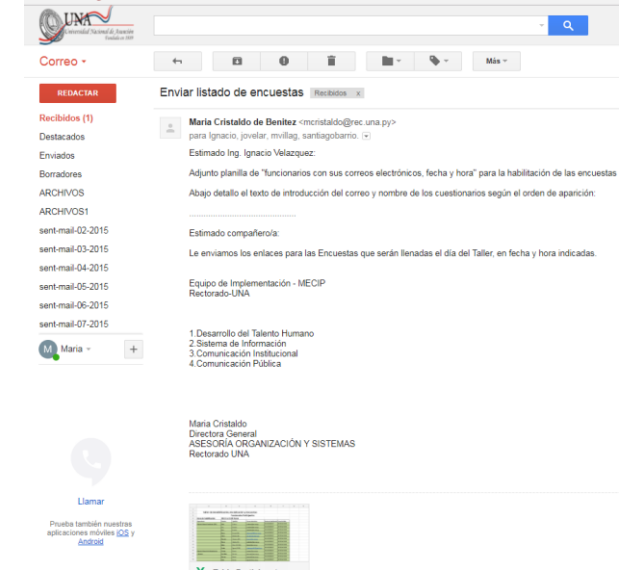 UNA
Universidad Nacional de Asunción
Correo
Más
REDACTAR
Enviar listado de encuestas Recibidos x
Recibidos (1)
Destacados
Enviados
Borradores
ARCHIVOS
ARCHIVOS1
sent-mail-02-2015
sent-mail-03-2015
sent-mail-04-2015
sent-mail-05-2015
sent-mail-06-2015
sent-mail-07-2015
M Maria
+
Llamar
Prueba también nuestras
aplicaciones móviles iOS y
Android
Maria Cristaldo de Benitez <mcristaldo@rec.una.py>
para Ignacio, jovelar, mvillag, santiagobarrio.
Estimado Ing. Ignacio Velazquez:
Adjunto planilla de "funcionarios con sus correos electrónicos, fecha y hora" para la habilitación de las encuestas
Abajo detallo el texto de introducción del correo y nombre de los cuestionarios según el orden de aparición:
Estimado compañero/a:
Le enviamos los enlaces para las Encuestas que serán llenadas el día del Taller, en fecha y hora indicadas.
Equipo de Implementación - MECIP
Rectorado-UNA
1.Desarrollo del Talento Humano
2.Sistema de Información
3.Comunicación Institucional
4.Comunicación Pública
Maria Cristaldo
Directora General
ASESORÍA ORGANIZACIÓN Y SISTEMAS
Rectorado UNA